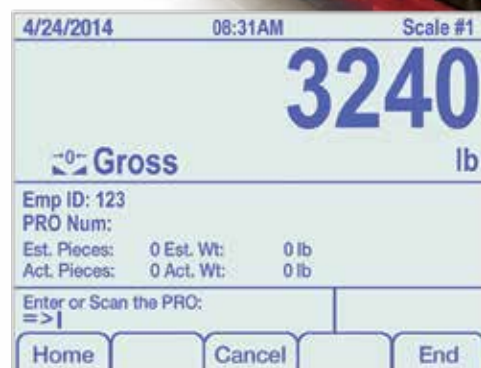 4/24/2014 08:31AM Scale #1
3240
→0← Gross lb
Emp ID: 123
PRO Num:
Est. Pieces: 0 Est. Wt: 0 lb
Act. Pieces: 0 Act. Wt: 0 lb
Enter or Scan the PRO:
=>
Home Cancel End